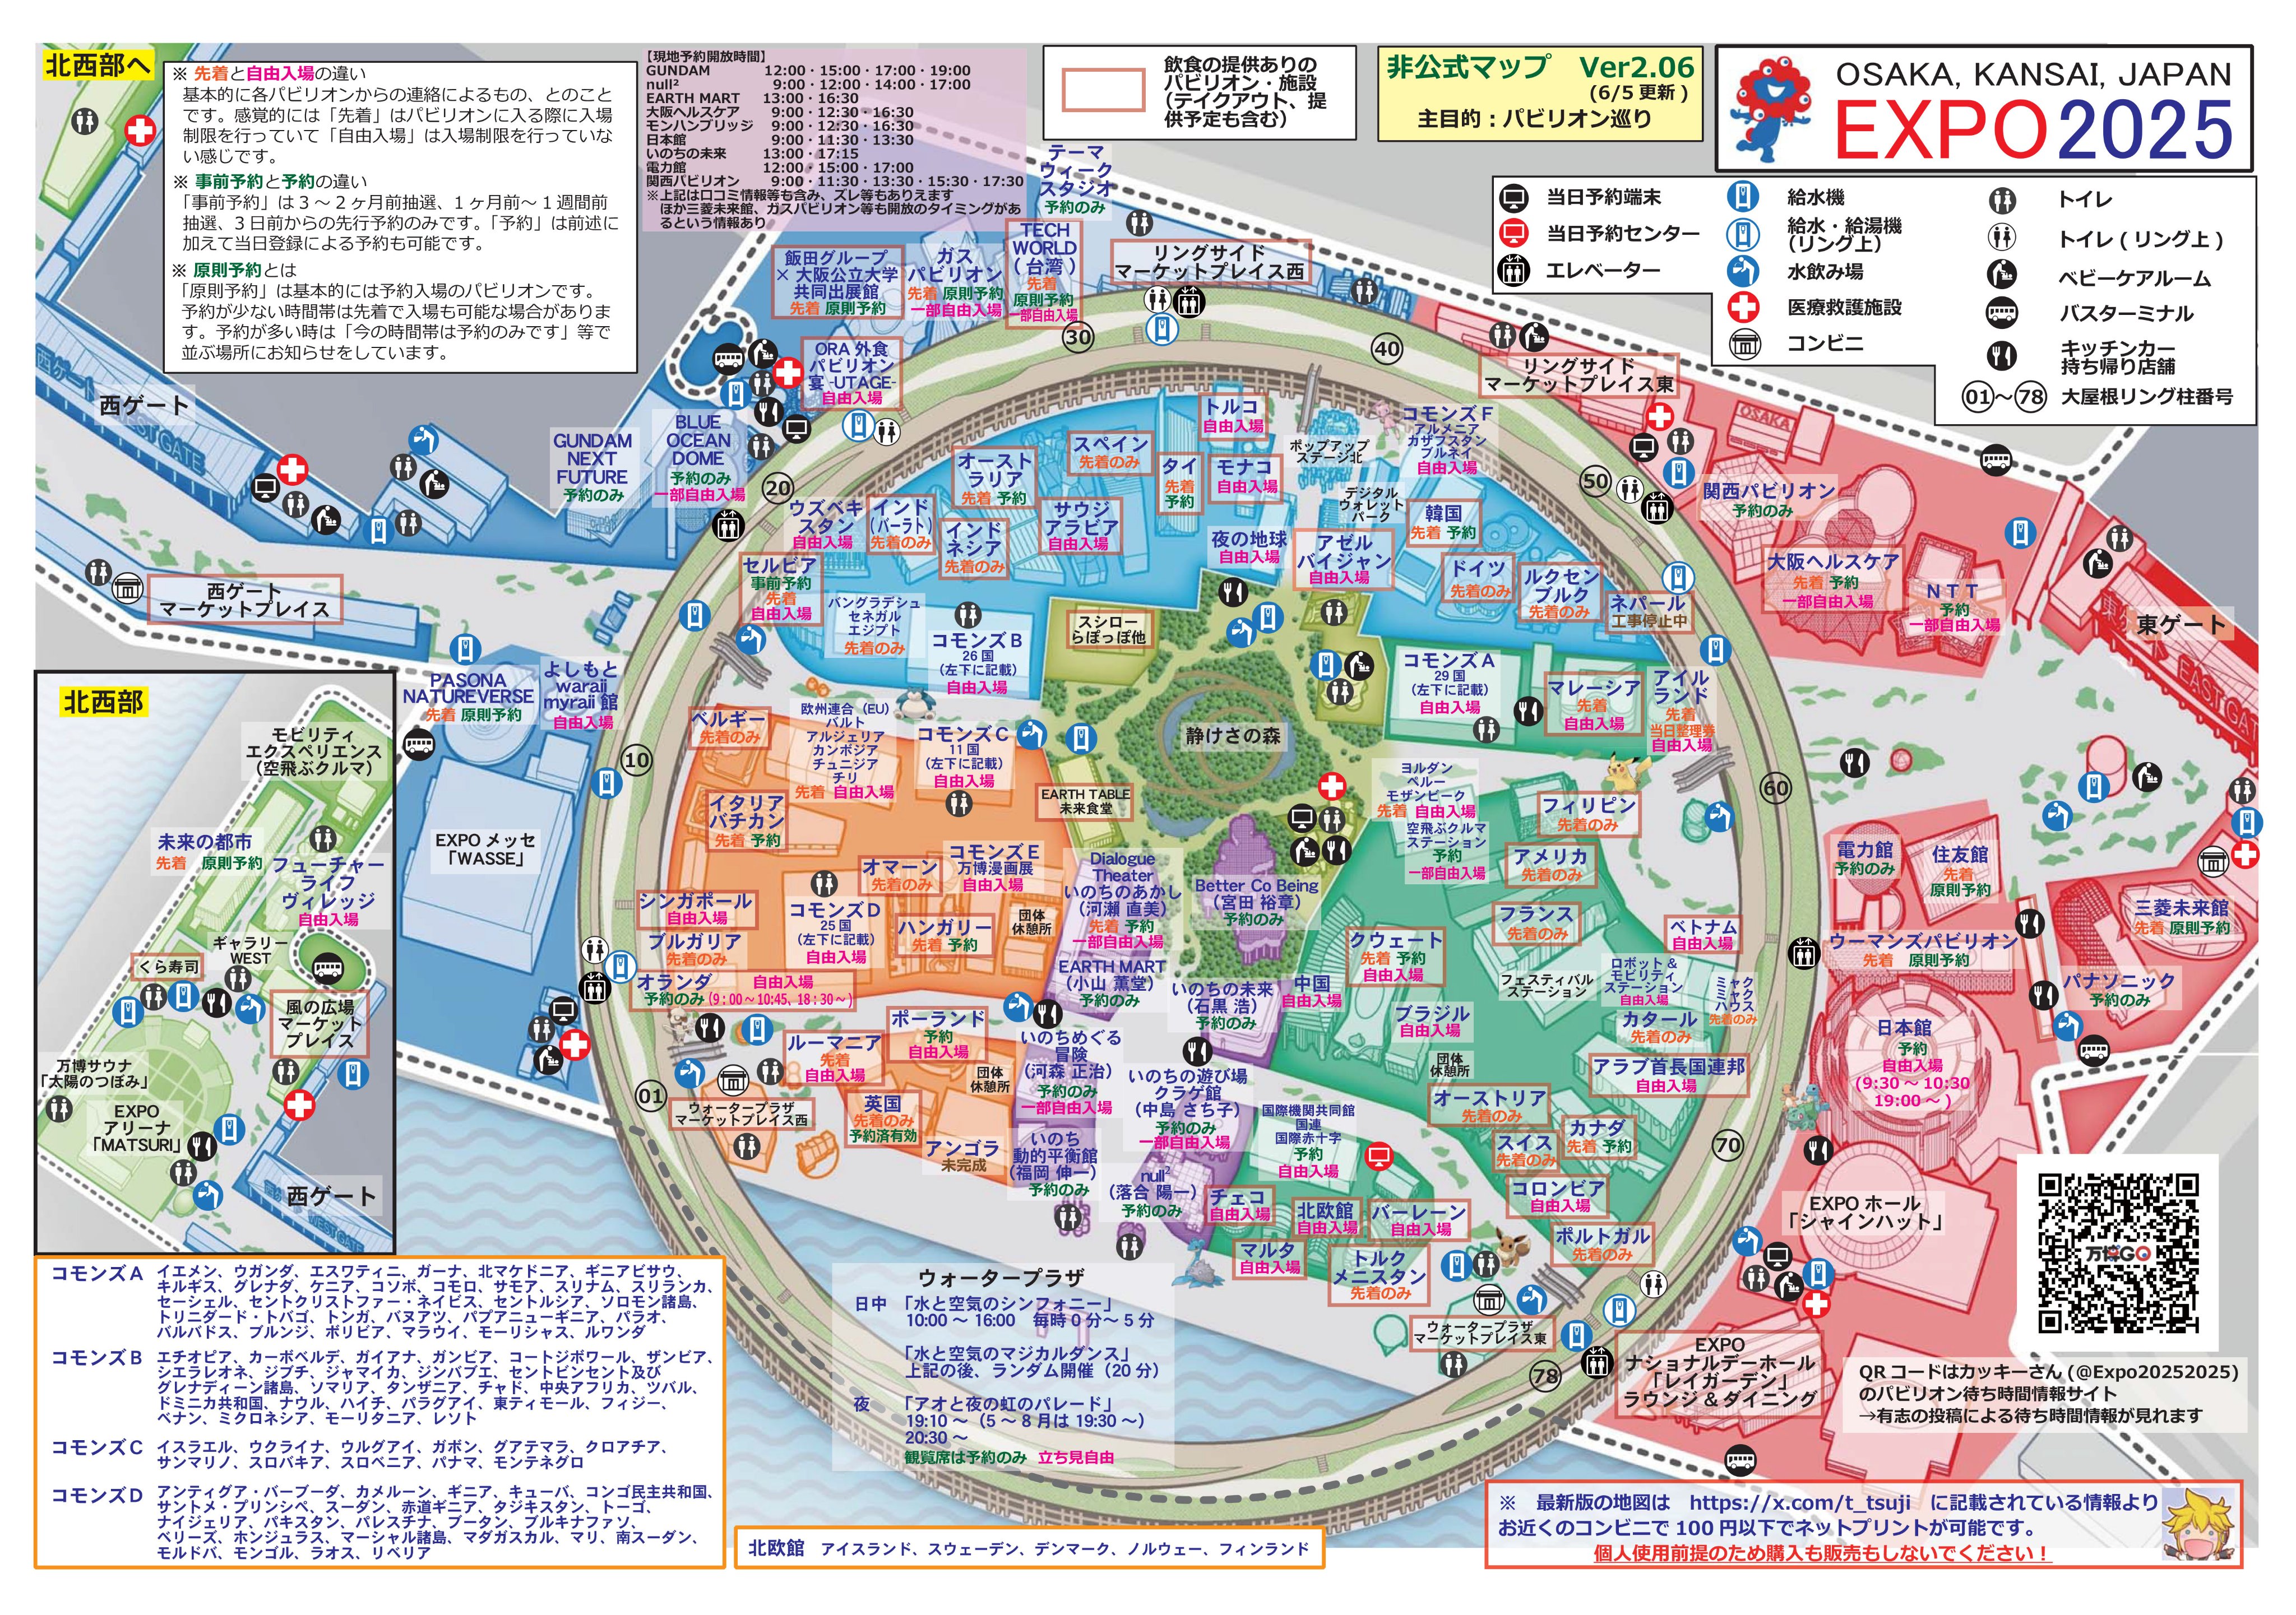 北西部へ
※ 先着と自由入場の違い
基本的に各パビリオンからの連絡によるもの、とのこと
です。感覚的には「先着」はパビリオンに入る際に入場
制限を行っていて「自由入場」は入場制限を行っていな
い感じです。
※ 事前予約と予約の違い
「事前予約」は３～２ヶ月前抽選、1ヶ月前～１週間前
抽選、３日前からの先行予約のみです。「予約」は前述に
加えて当日登録による予約も可能です。
※ 原則予約とは
「原則予約」は基本的には予約入場のパビリオンです。
予約が少ない時間帯は先着で入場も可能な場合がありま
す。予約が多い時は「今の時間帯は予約のみです」等で
並ぶ場所にお知らせをしています。
【現地予約開放時間】
GUNDAM 12:00・15:00・17:00・19:00
null² 9:00・12:00・14:00・17:00
EARTH MART 13:00・16:30
大阪ヘルスケア 9:00・12:30・16:30
モンハンブリッジ 9:00・12:30・16:30
日本館 9:00・11:30・13:30
いのちの未来 13:00・17:15
電力館 12:00・15:00・17:00
関西パビリオン 9:00・11:30・13:30・15:30・17:30
※上記は口コミ情報等も含み、ズレ等もありえます
ほか三菱未来館、ガスパビリオン等も開放のタイミングがあ
るという情報あり
飲食の提供ありの
パビリオン・施設
（テイクアウト、提
供予定も含む）
非公式マップ Ver2.06
(6/5 更新 )
主目的：パビリオン巡り
OSAKA, KANSAI, JAPAN
EXPO2025
当日予約端末
当日予約センター
エレベーター
給水機
給水・給湯機
（リング上）
水飲み場
医療救護施設
コンビニ
トイレ
トイレ ( リング上 )
ベビーケアルーム
バスターミナル
キッチンカー
持ち帰り店舗
01～78 大屋根リング柱番号
テーマ
ウィーク
スタジオ
予約のみ
飯田グループ
× 大阪公立大学
共同出展館
先着 原則予約
ガス
パビリオン
先着 原則予約
一部自由入場
TECH
WORLD
（ 台湾 ）
先着
原則予約
一部自由入場
リングサイド
マーケットプレイス西
30
40
リングサイド
マーケットプレイス東
ORA 外食
パビリオン
宴 -UTAGE-
自由入場
西ゲート
WEST GATE
GUNDAM
NEXT
FUTURE
予約のみ
BLUE
OCEAN
DOME
予約のみ
一部自由入場
20
トルコ
自由入場
コモンズＦ
アルメニア
カザフスタン
ブルネイ
自由入場
ポップアップ
ステージ北
OSAKA
50
関西パビリオン
予約のみ
オースト
ラリア
先着 予約
スペイン
先着のみ
タイ
先着
予約
モナコ
自由入場
デジタル
ウォレット
パーク
韓国
先着 予約
ウズベキ
スタン
自由入場
インド
（バーラト）
先着のみ
インド
ネシア
先着のみ
サウジ
アラビア
自由入場
夜の地球
自由入場
アゼル
バイジャン
自由入場
ドイツ
先着のみ
ルクセン
ブルク
先着のみ
ネパール
工事停止中
大阪ヘルスケア
先着 予約
一部自由入場
ＮＴＴ
予約
一部自由入場
東ゲート
EAST GATE
西ゲート
マーケットプレイス
セルビア
事前予約
先着
自由入場
バングラデシュ
セネガル
エジプト
先着のみ
コモンズＢ
26 国
（左下に記載）
自由入場
スシロー
らぽっぽ他
コモンズＡ
29 国
（左下に記載）
自由入場
マレーシア
先着
自由入場
アイル
ランド
先着
当日整理券
自由入場
PASONA
NATUREVERSE
先着 原則予約
よしもと
waraii
myraii 館
自由入場
ベルギー
先着のみ
欧州連合（EU）
バルト
アルジェリア
カンボジア
チュニジア
チリ
先着 自由入場
コモンズＣ
11 国
（左下に記載）
自由入場
静けさの森
10
60
EARTH TABLE
未来食堂
ヨルダン
ペルー
モザンビーク
先着 自由入場
空飛ぶクルマ
ステーション
予約
一部自由入場
フィリピン
先着のみ
アメリカ
先着のみ
イタリア
バチカン
先着 予約
EXPO メッセ
「WASSE」
オマーン
先着のみ
コモンズＥ
万博漫画展
自由入場
Dialogue
Theater
いのちのあかし
（河瀨 直美）
先着 予約
一部自由入場
Better Co Being
（宮田 裕章）
予約のみ
電力館
予約のみ
住友館
先着
原則予約
三菱未来館
先着 原則予約
シンガポール
自由入場
コモンズＤ
25 国
（左下に記載）
自由入場
ハンガリー
先着 予約
団体
休憩所
フランス
先着のみ
ベトナム
自由入場
ブルガリア
先着のみ
クウェート
先着 予約
自由入場
ウーマンズパビリオン
先着 原則予約
オランダ 自由入場
予約のみ（9：00～10：45、18：30～）
EARTH MART
（小山 薫堂）
予約のみ
いのちの未来
（石黒 浩）
予約のみ
中国
自由入場
フェスティバル
ステーション
ロボット &
モビリティ
ステーション
自由入場
ミャク
ミャク
ハウス
先着のみ
パナソニック
予約のみ
ポーランド
予約
自由入場
ブラジル
自由入場
カタール
先着のみ
日本館
予約
自由入場
（9:30 ～ 10:30
19:00 ～ ）
ルーマニア
先着
自由入場
団体
休憩所
いのちめぐる
冒険
（河森 正治）
予約のみ
一部自由入場
団体
休憩所
アラブ首長国連邦
自由入場
01
ウォータープラザ
マーケットプレイス西
英国
先着のみ
予約済有効
アンゴラ
未完成
いのちの遊び場
クラゲ館
（中島 さち子）
予約のみ
一部自由入場
国際機関共同館
国連
国際赤十字
予約
自由入場
オーストリア
先着のみ
スイス
先着のみ
カナダ
先着 予約
70
いのち
動的平衡館
（福岡 伸一）
予約のみ
null²
（落合 陽一）
予約のみ
チェコ
自由入場
北欧館
自由入場
バーレーン
自由入場
コロンビア
自由入場
ポルトガル
先着のみ
マルタ
自由入場
トルク
メニスタン
先着のみ
EXPO ホール
「シャインハット」
ウォータープラザ
マーケットプレイス東
78
EXPO
ナショナルデーホール
「レイガーデン」
ラウンジ & ダイニング
ウォータープラザ
日中 「水と空気のシンフォニー」
10:00 ～ 16:00 毎時 0 分～ 5 分
「水と空気のマジカルダンス」
上記の後、ランダム開催（20 分）
夜 「アオと夜の虹のパレード」
19:10 ～（5 ～ 8 月は 19:30 ～）
20:30 ～
観覧席は予約のみ 立ち見自由
北西部
モビリティ
エクスペリエンス
（空飛ぶクルマ）
未来の都市
先着 原則予約
フューチャー
ライフ
ヴィレッジ
自由入場
ギャラリー
WEST
くら寿司
風の広場
マーケット
プレイス
万博サウナ
「太陽のつぼみ」
EXPO
アリーナ
「MATSURI」
西ゲート
WEST GATE
コモンズＡ イエメン、ウガンダ、エスワティニ、ガーナ、北マケドニア、ギニアビサウ、
キルギス、グレナダ、ケニア、コソボ、コモロ、サモア、スリナム、スリランカ、
セーシェル、セントクリストファー・ネイビス、セントルシア、ソロモン諸島、
トリニダード・トバゴ、トンガ、バヌアツ、パプアニューギニア、パラオ、
バルバドス、ブルンジ、ボリビア、マラウイ、モーリシャス、ルワンダ
コモンズＢ エチオピア、カーボベルデ、ガイアナ、ガンビア、コートジボワール、ザンビア、
シエラレオネ、ジブチ、ジャマイカ、ジンバブエ、セントビンセント及び
グレナディーン諸島、ソマリア、タンザニア、チャド、中央アフリカ、ツバル、
ドミニカ共和国、ナウル、ハイチ、パラグアイ、東ティモール、フィジー、
ベナン、ミクロネシア、モーリタニア、レソト
コモンズＣ イスラエル、ウクライナ、ウルグアイ、ガボン、グアテマラ、クロアチア、
サンマリノ、スロバキア、スロベニア、パナマ、モンテネグロ
コモンズＤ アンティグア・バーブーダ、カメルーン、ギニア、キューバ、コンゴ民主共和国、
サントメ・プリンシペ、スーダン、赤道ギニア、タジキスタン、トーゴ、
ナイジェリア、パキスタン、パレスチナ、ブータン、ブルキナファソ、
ベリーズ、ホンジュラス、マーシャル諸島、マダガスカル、マリ、南スーダン、
モルドバ、モンゴル、ラオス、リベリア
北欧館 アイスランド、スウェーデン、デンマーク、ノルウェー、フィンランド
万博GO
QR コードはカッキーさん (@Expo20252025)
のパビリオン待ち時間情報サイト
→有志の投稿による待ち時間情報が見れます
※ 最新版の地図は https://x.com/t_tsuji に記載されている情報より
お近くのコンビニで 100 円以下でネットプリントが可能です。
個人使用前提のため購入も販売もしないでください！